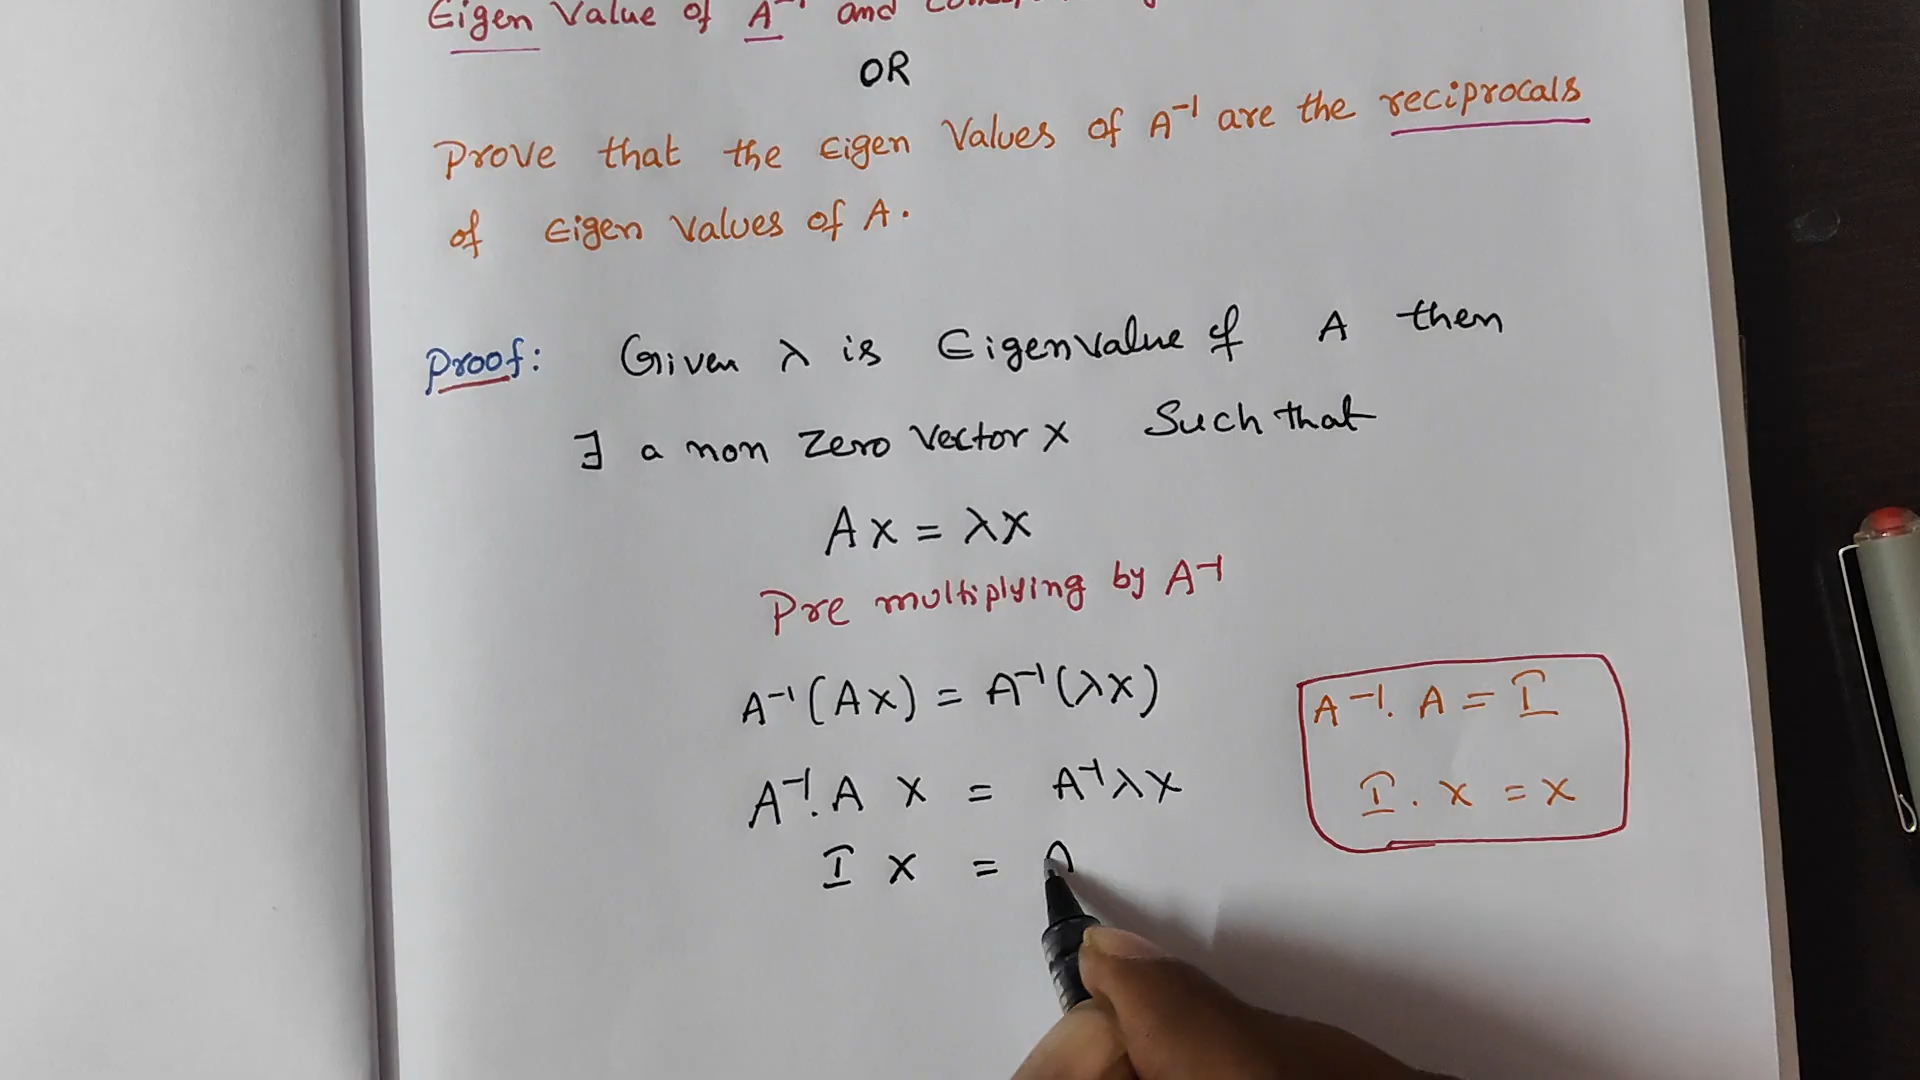 Eigen Value of A⁻¹ and
OR
Prove that the Eigen Values of A⁻¹ are the reciprocals
of Eigen Values of A.
Proof: Given λ is Eigenvalue of A then
∃ a non Zero Vector X Such that
AX = λX
Pre multiplying by A⁻¹
A⁻¹(AX) = A⁻¹(λX)
A⁻¹.A X = A⁻¹λX
I X = A
A⁻¹. A = I
I . X = X